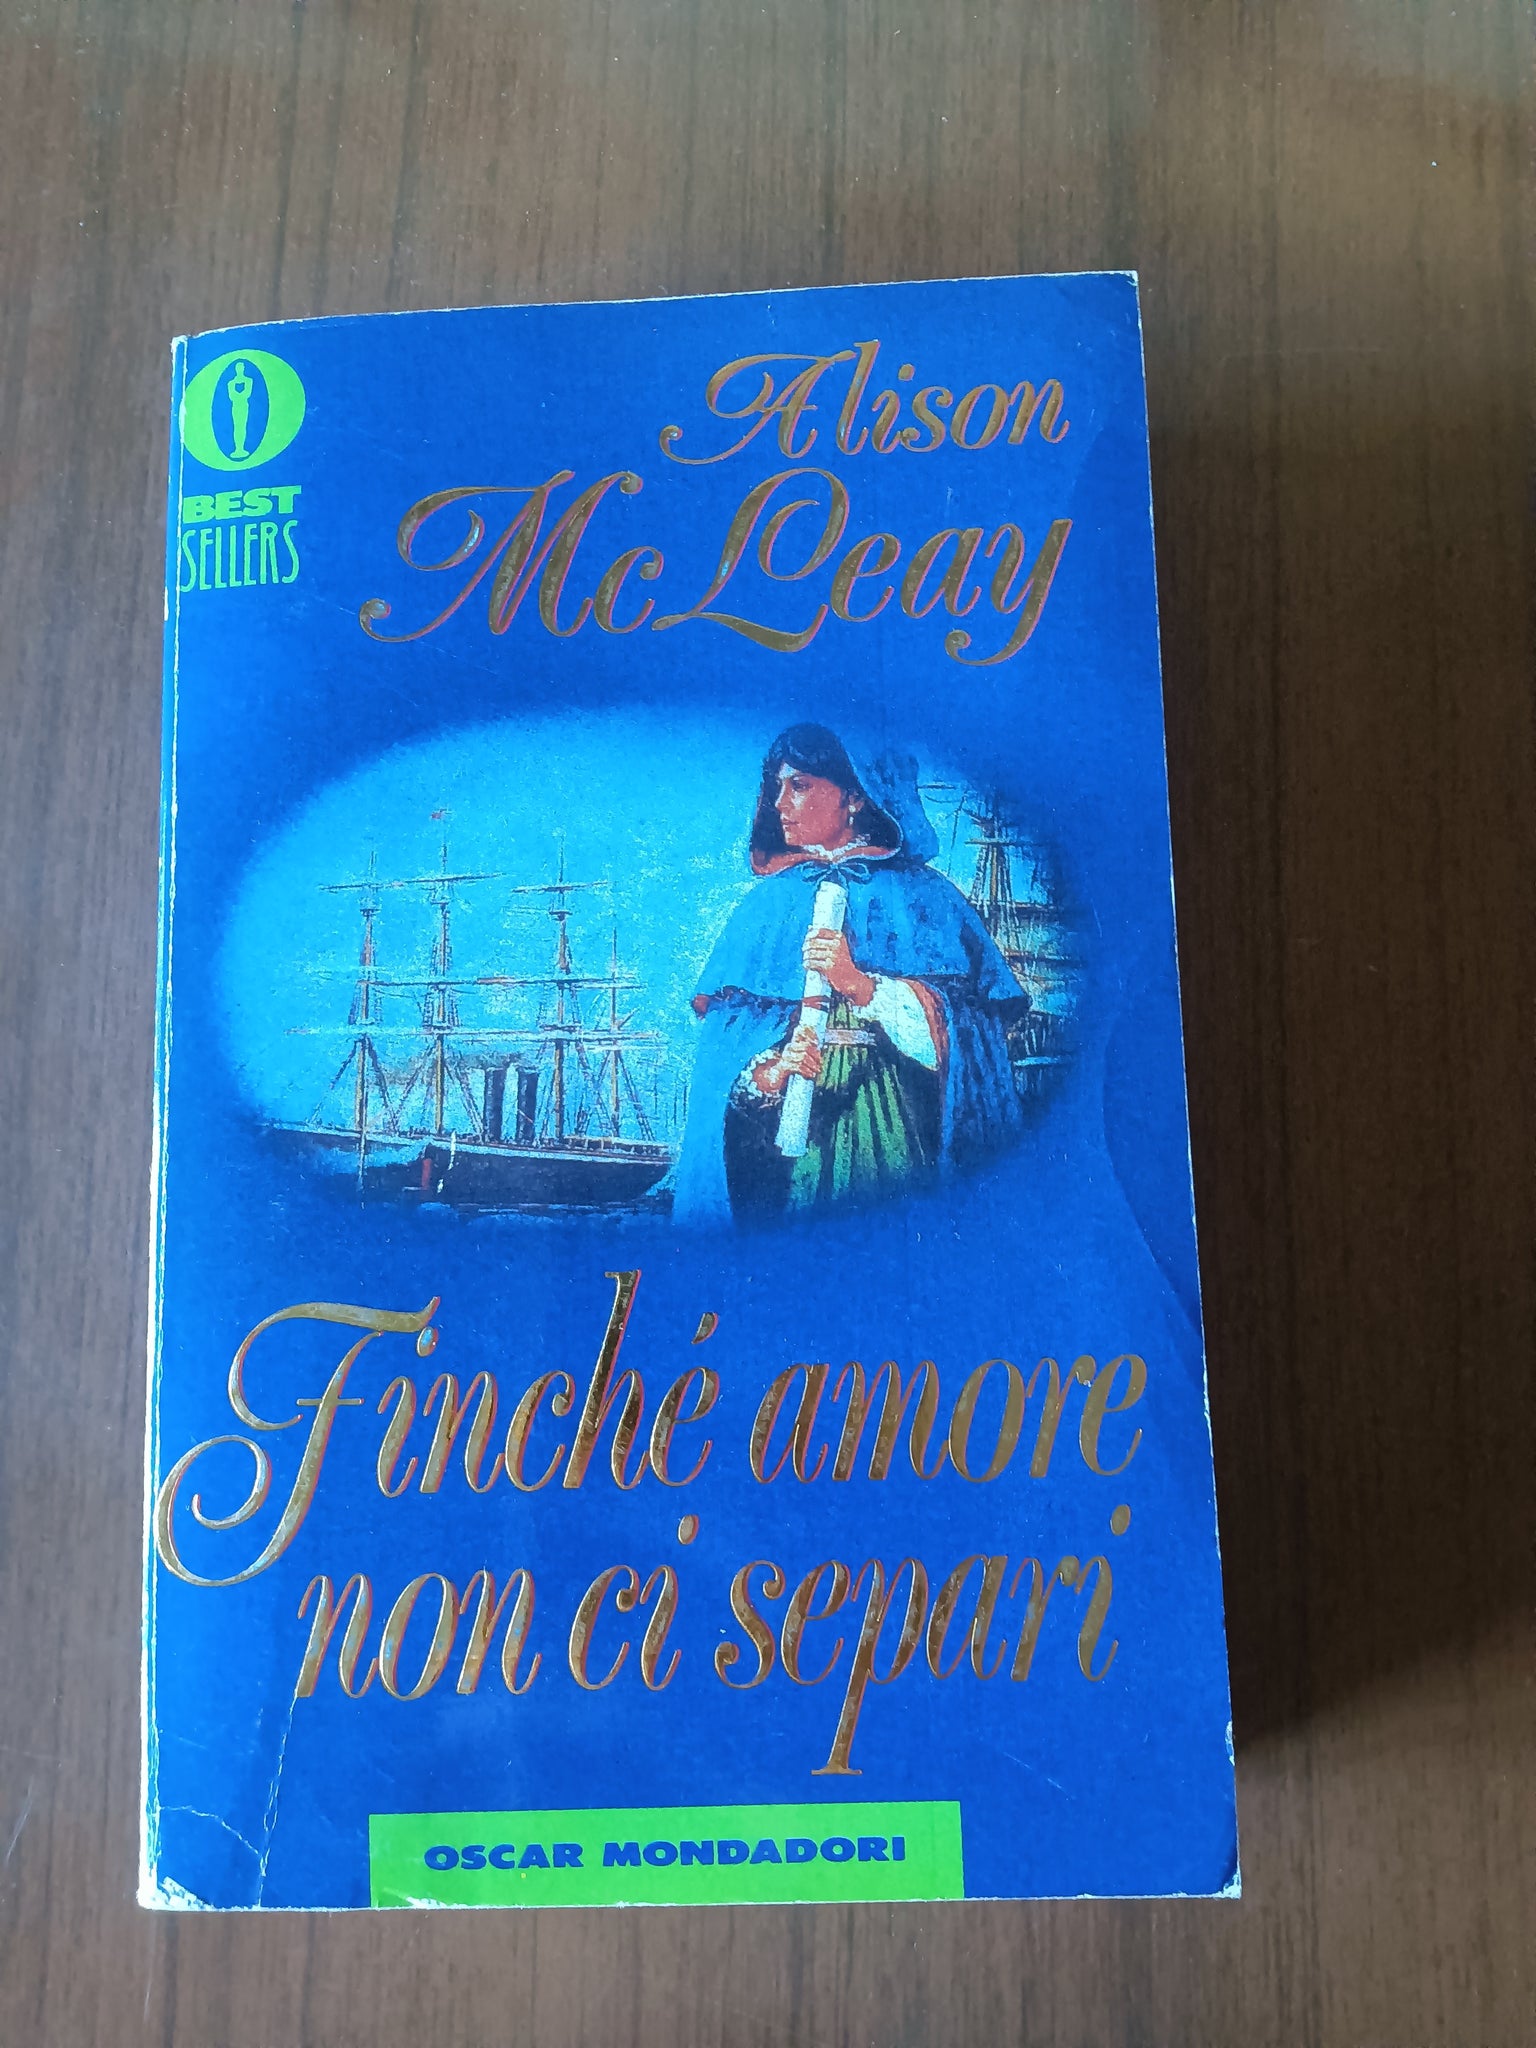 Alison
McLeay
BEST
SELLERS
Finché amore
non ci separi
OSCAR MONDADORI